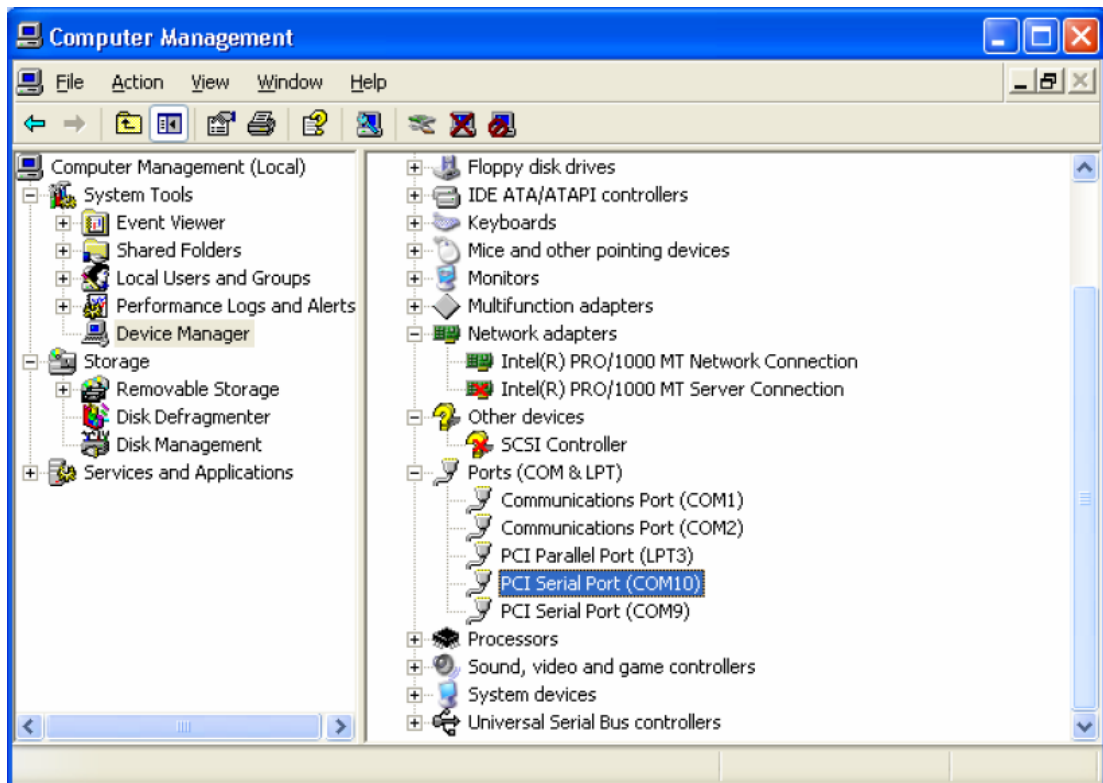 Computer Management
File Action View Window Help
Computer Management (Local)
System Tools
Event Viewer
Shared Folders
Local Users and Groups
Performance Logs and Alerts
Device Manager
Storage
Removable Storage
Disk Defragmenter
Disk Management
Services and Applications
Floppy disk drives
IDE ATA/ATAPI controllers
Keyboards
Mice and other pointing devices
Monitors
Multifunction adapters
Network adapters
Intel(R) PRO/1000 MT Network Connection
Intel(R) PRO/1000 MT Server Connection
Other devices
SCSI Controller
Ports (COM & LPT)
Communications Port (COM1)
Communications Port (COM2)
PCI Parallel Port (LPT3)
PCI Serial Port (COM10)
PCI Serial Port (COM9)
Processors
Sound, video and game controllers
System devices
Universal Serial Bus controllers